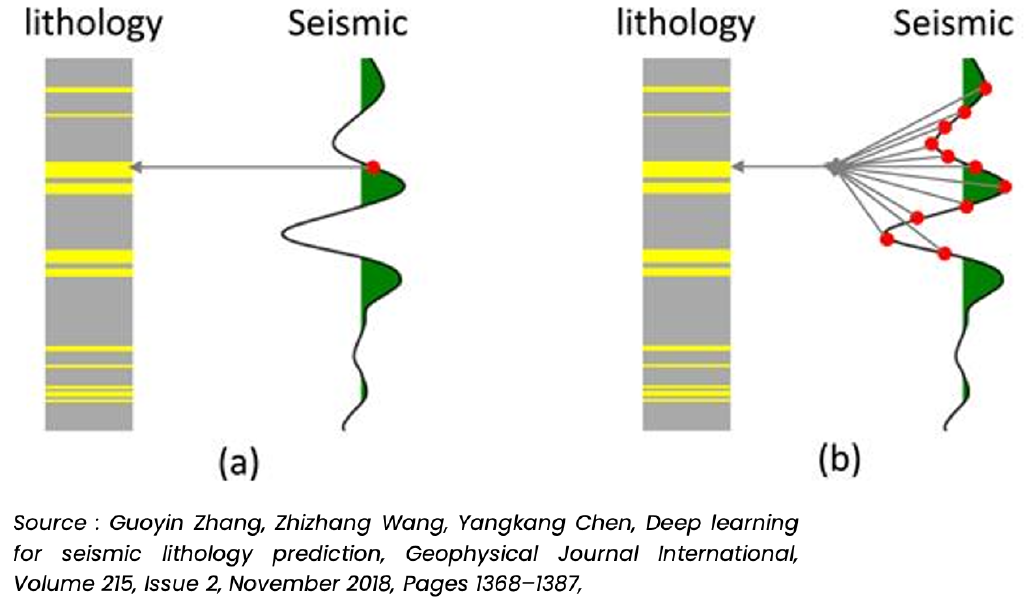 lithology Seismic lithology Seismic
(a) (b)
Source : Guoyin Zhang, Zhizhang Wang, Yangkang Chen, Deep learning
for seismic lithology prediction, Geophysical Journal International,
Volume 215, Issue 2, November 2018, Pages 1368–1387,